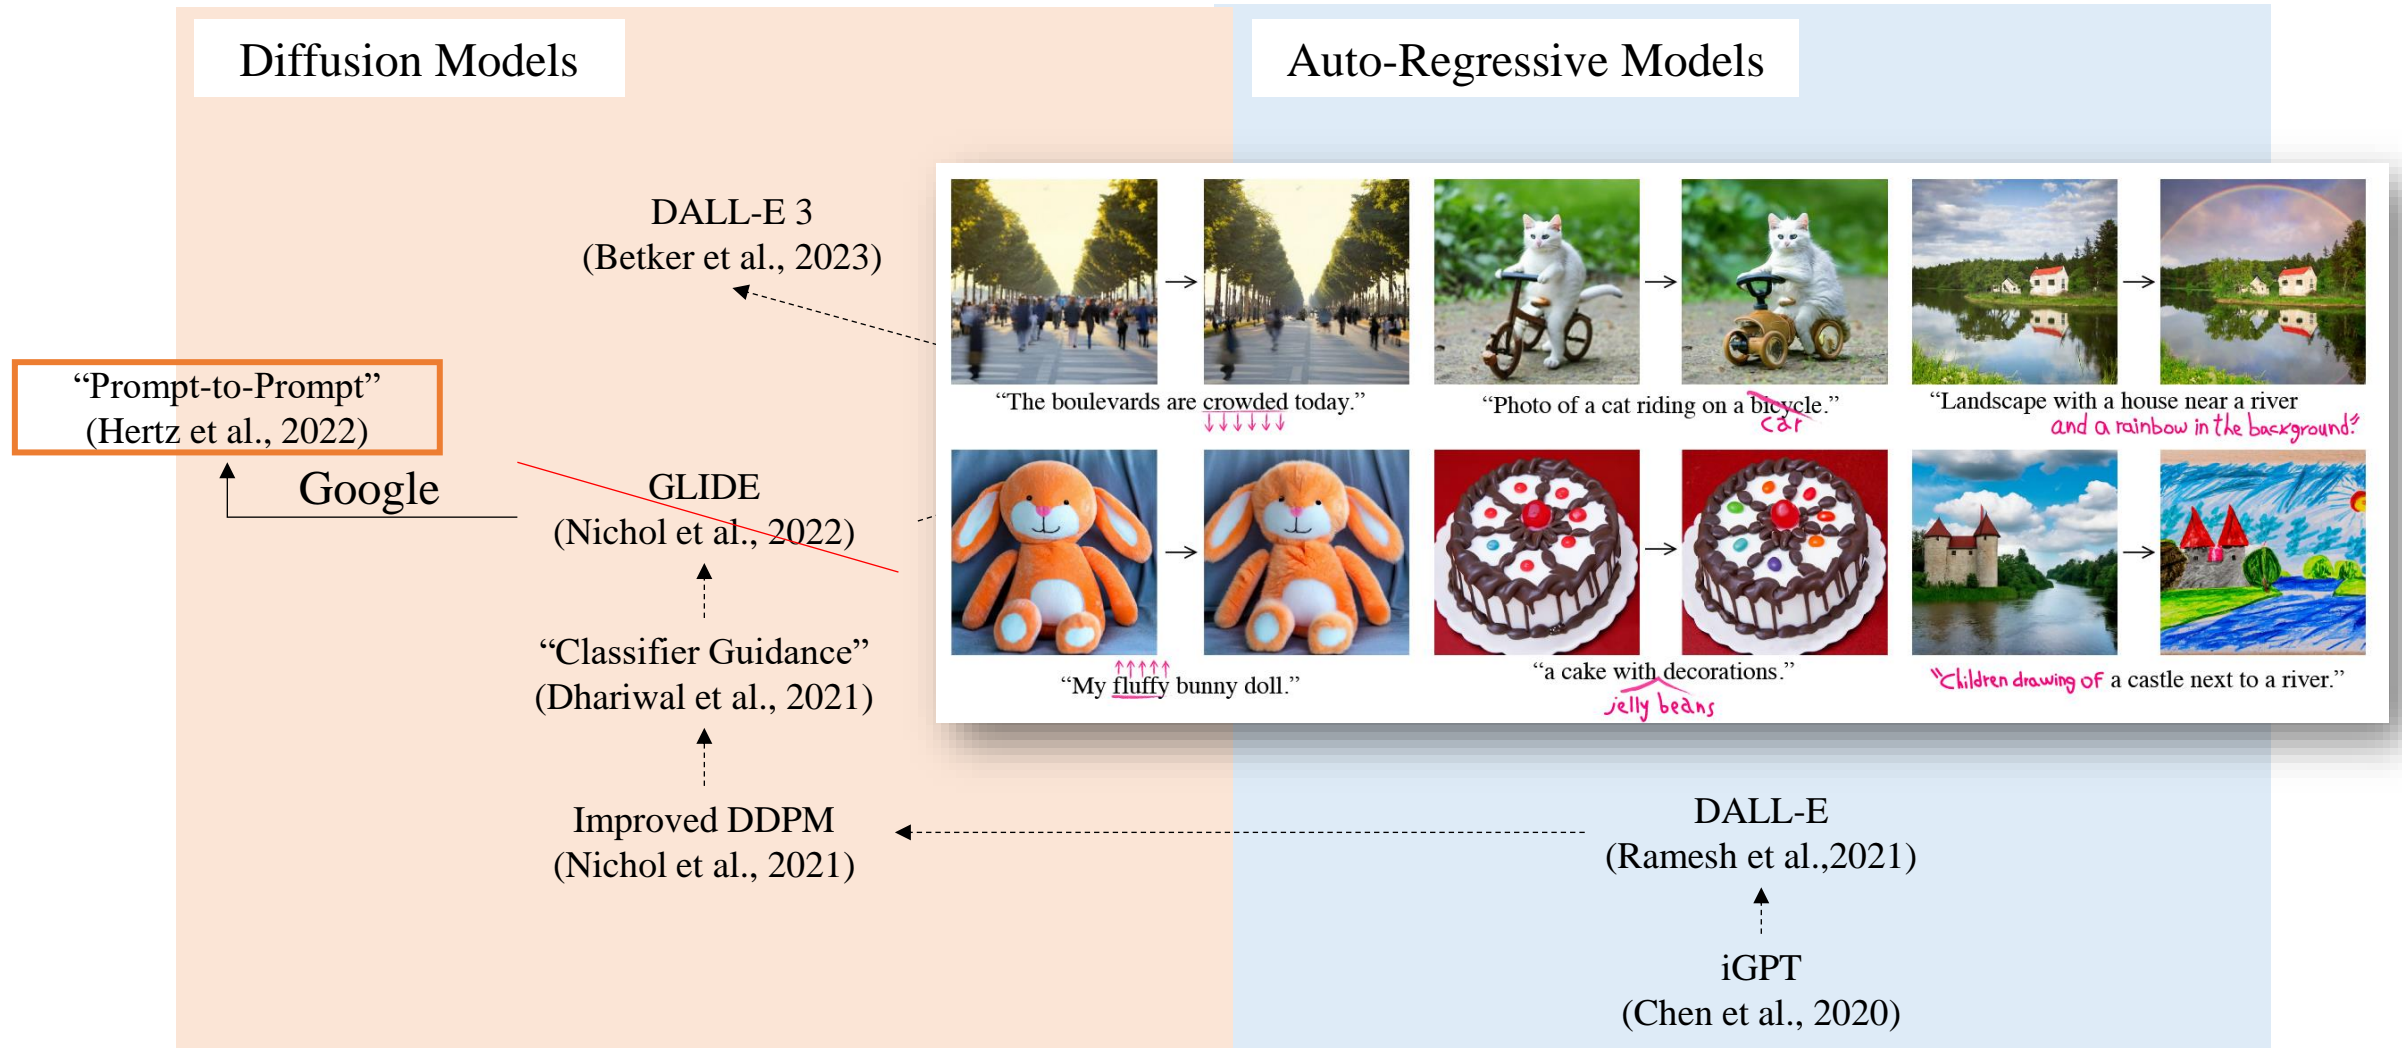 Diffusion Models
Auto-Regressive Models
DALL-E 3
(Betker et al., 2023)
“Prompt-to-Prompt”
(Hertz et al., 2022)
Google
GLIDE
(Nichol et al., 2022)
“Classifier Guidance”
(Dhariwal et al., 2021)
Improved DDPM
(Nichol et al., 2021)
“The boulevards are crowded today.”
“Photo of a cat riding on a bicycle.”
car
“Landscape with a house near a river
and a rainbow in the background.”
“My fluffy bunny doll.”
“a cake with decorations.”
jelly beans
“Children drawing of a castle next to a river.”
DALL-E
(Ramesh et al.,2021)
iGPT
(Chen et al., 2020)